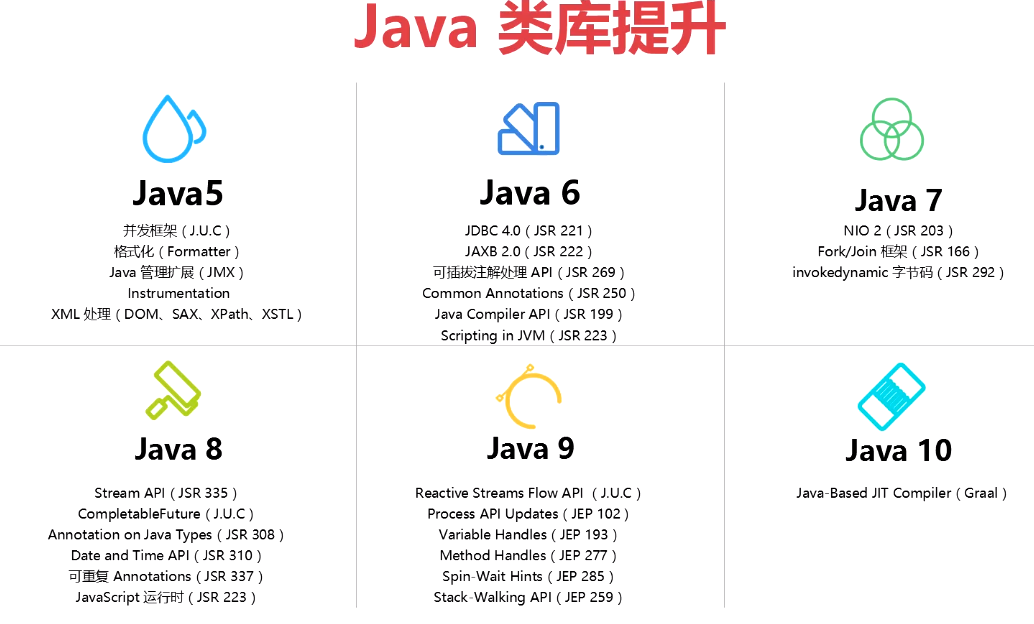 Java 类库提升
Java5
并发框架（J.U.C）
格式化（Formatter）
Java 管理扩展（JMX）
Instrumentation
XML 处理（DOM、SAX、XPath、XSTL）
Java 6
JDBC 4.0（JSR 221）
JAXB 2.0（JSR 222）
可插拔注解处理 API（JSR 269）
Common Annotations（JSR 250）
Java Compiler API（JSR 199）
Scripting in JVM（JSR 223）
Java 7
NIO 2（JSR 203）
Fork/Join 框架（JSR 166）
invokedynamic 字节码（JSR 292）
Java 8
Stream API（JSR 335）
CompletableFuture（J.U.C）
Annotation on Java Types（JSR 308）
Date and Time API（JSR 310）
可重复 Annotations（JSR 337）
JavaScript 运行时（JSR 223）
Java 9
Reactive Streams Flow API （J.U.C）
Process API Updates（JEP 102）
Variable Handles（JEP 193）
Method Handles（JEP 277）
Spin-Wait Hints（JEP 285）
Stack-Walking API（JEP 259）
Java 10
Java-Based JIT Compiler（Graal）